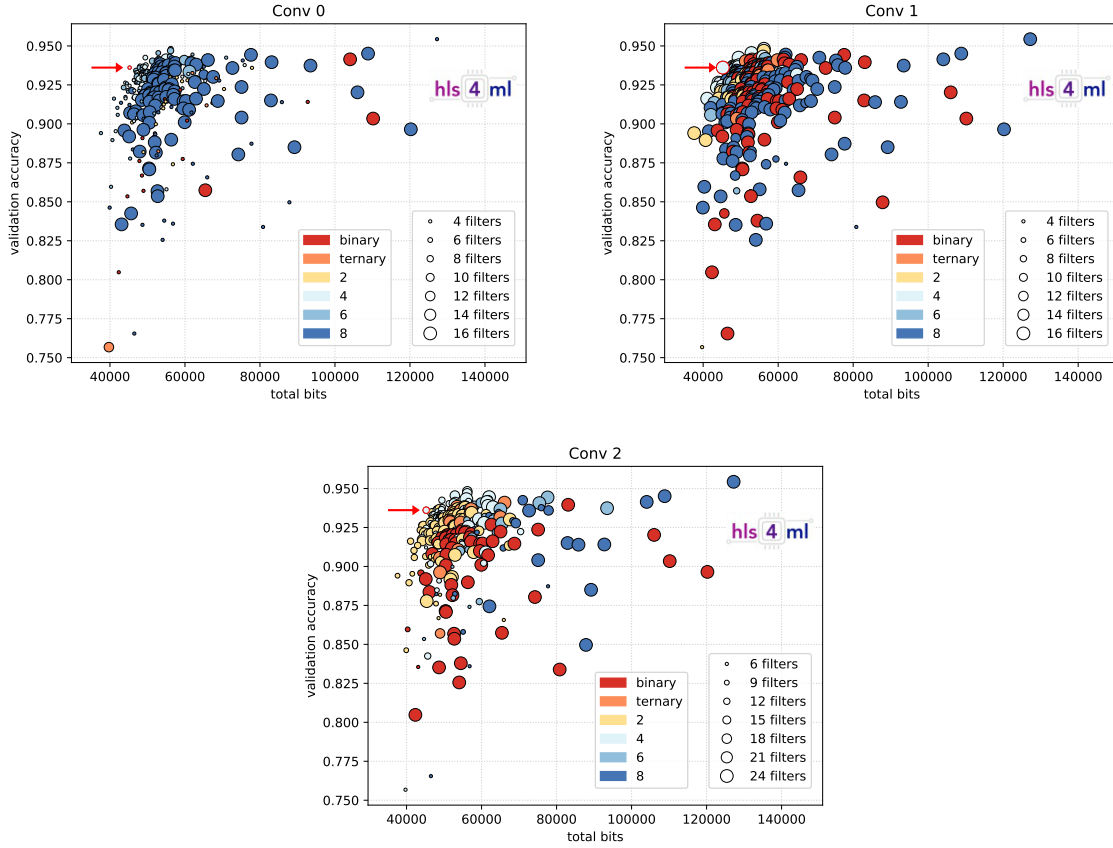 Conv 0
validation accuracy
0.950
0.925
0.900
0.875
0.850
0.825
0.800
0.775
0.750
hls 4 ml
binary
ternary
2
4
6
8
4 filters
6 filters
8 filters
10 filters
12 filters
14 filters
16 filters
40000 60000 80000 100000 120000 140000
total bits
Conv 1
validation accuracy
0.950
0.925
0.900
0.875
0.850
0.825
0.800
0.775
0.750
hls 4 ml
binary
ternary
2
4
6
8
4 filters
6 filters
8 filters
10 filters
12 filters
14 filters
16 filters
40000 60000 80000 100000 120000 140000
total bits
Conv 2
validation accuracy
0.950
0.925
0.900
0.875
0.850
0.825
0.800
0.775
0.750
hls 4 ml
binary
ternary
2
4
6
8
6 filters
9 filters
12 filters
15 filters
18 filters
21 filters
24 filters
40000 60000 80000 100000 120000 140000
total bits